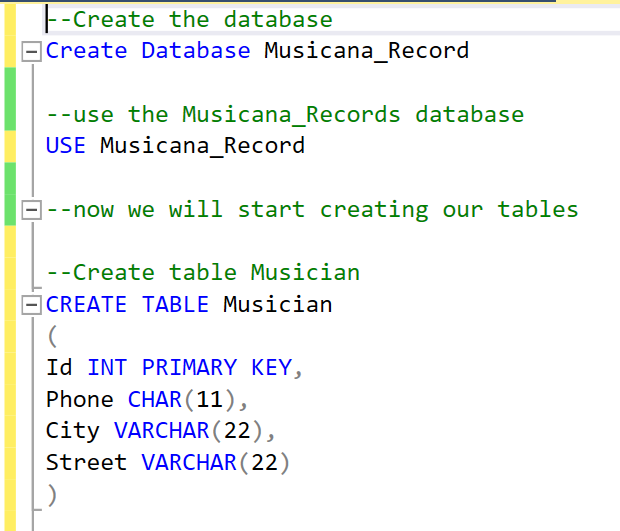 --Create the database
Create Database Musicana_Record
--use the Musicana_Records database
USE Musicana_Record
--now we will start creating our tables
--Create table Musician
CREATE TABLE Musician
(
Id INT PRIMARY KEY,
Phone CHAR(11),
City VARCHAR(22),
Street VARCHAR(22)
)